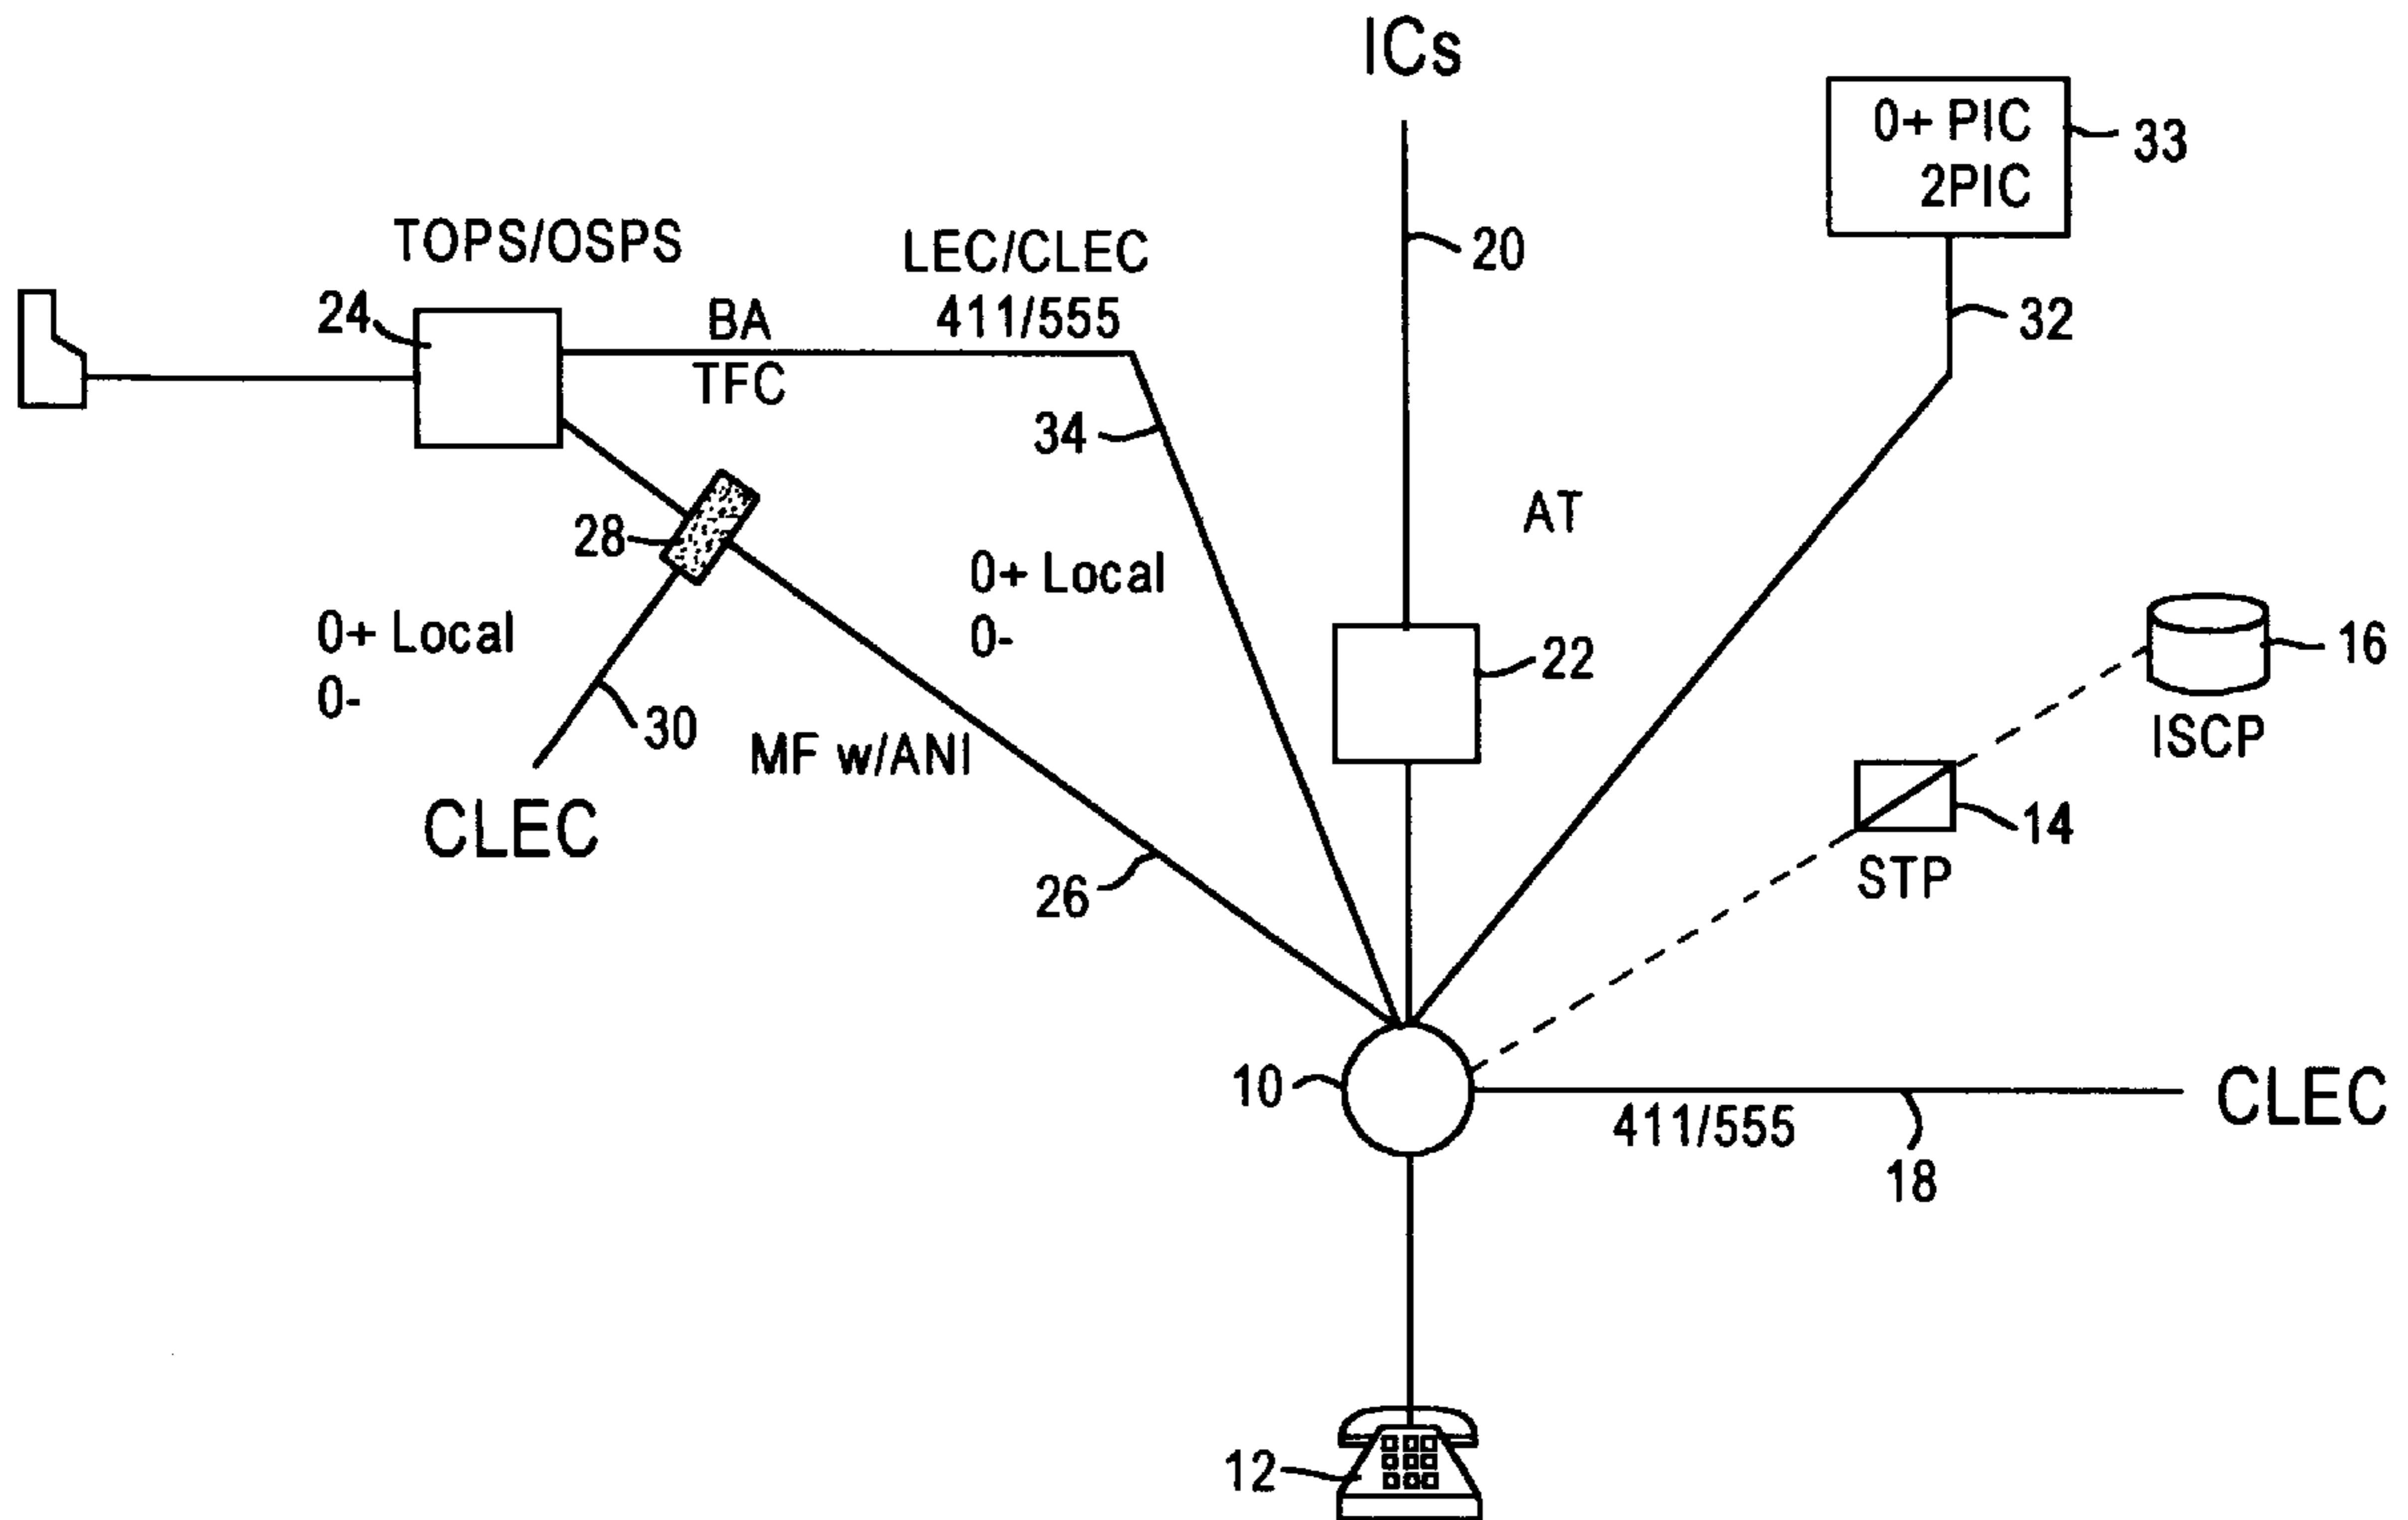 ICs
0+ PIC
2PIC
33
20
TOPS/OSPS
LEC/CLEC
411/555
24
BA
TFC
32
34
AT
28
0+ Local
0-
0+ Local
0-
22
16
ISCP
30
MF w/ANI
14
STP
CLEC
26
10
CLEC
411/555
18
12